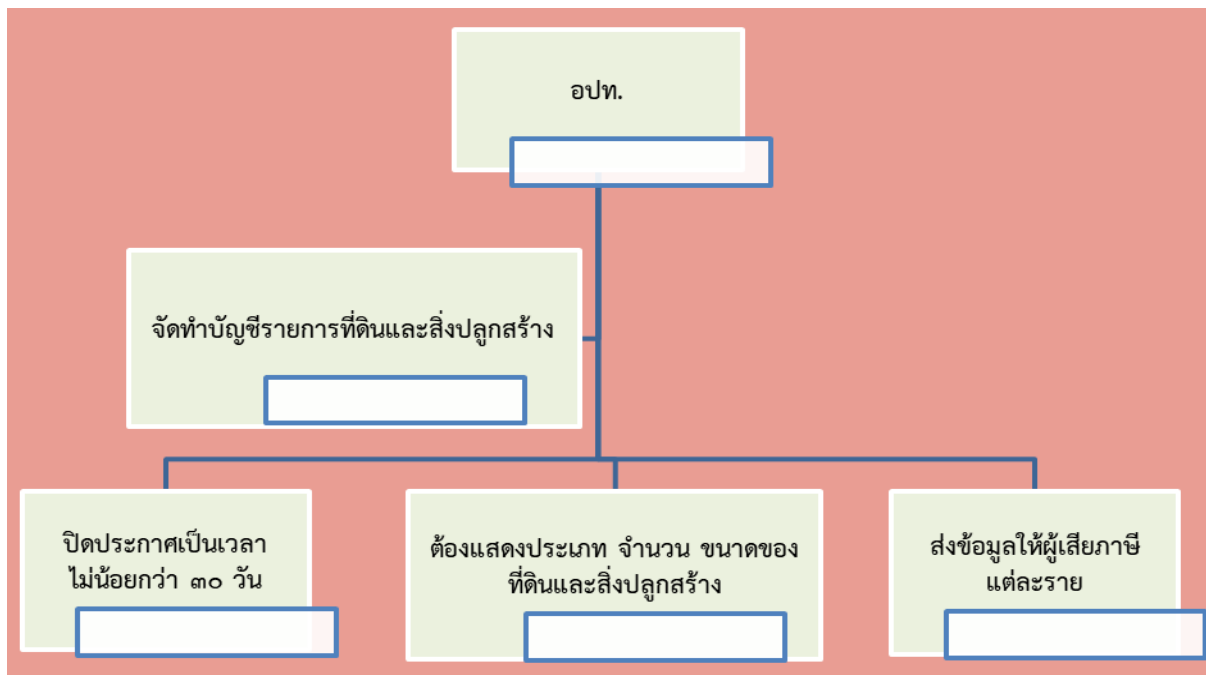 อปท.
จัดทำบัญชีรายการที่ดินและสิ่งปลูกสร้าง
ปิดประกาศเป็นเวลา
ไม่น้อยกว่า ๓๐ วัน
ต้องแสดงประเภท จำนวน ขนาดของ
ที่ดินและสิ่งปลูกสร้าง
ส่งข้อมูลให้ผู้เสียภาษี
แต่ละราย